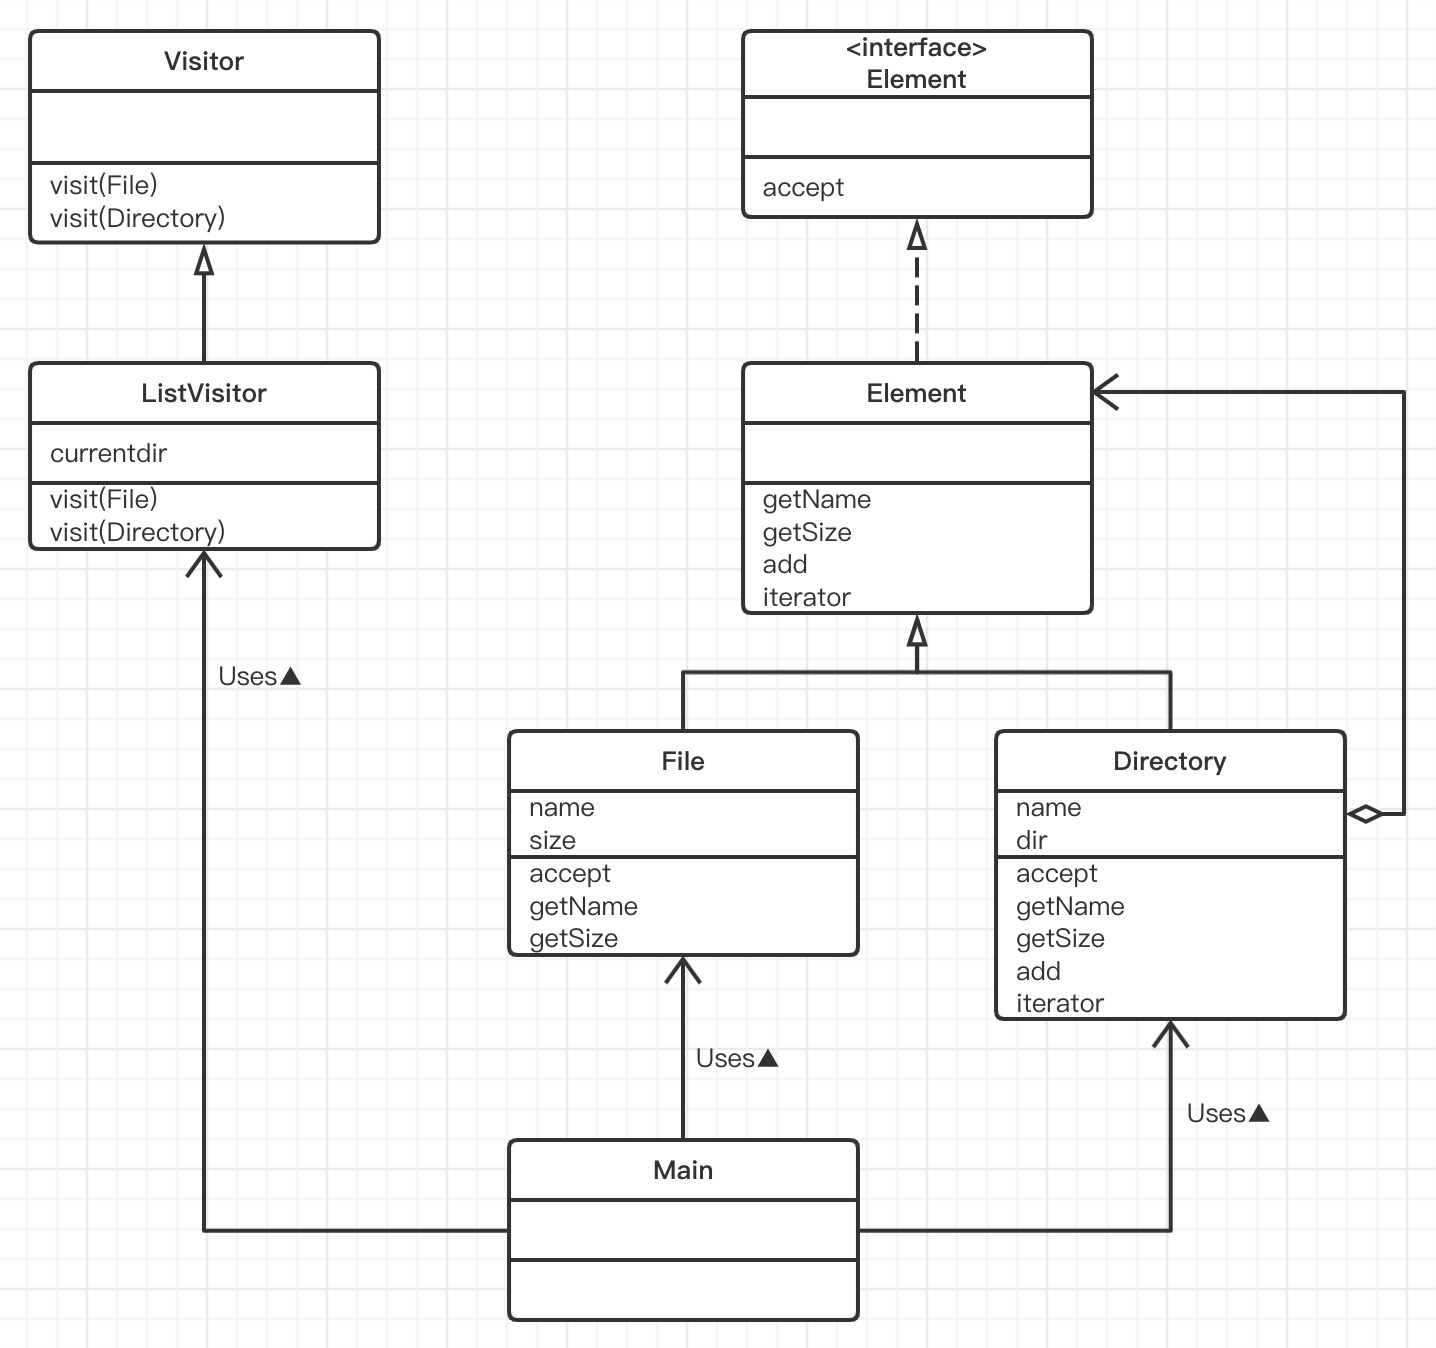 Visitor
visit(File)
visit(Directory)
<interface>
Element
accept
ListVisitor
currentdir
visit(File)
visit(Directory)
Element
getName
getSize
add
iterator
Uses▲
File
name
size
accept
getName
getSize
Directory
name
dir
accept
getName
getSize
add
iterator
Uses▲
Uses▲
Main